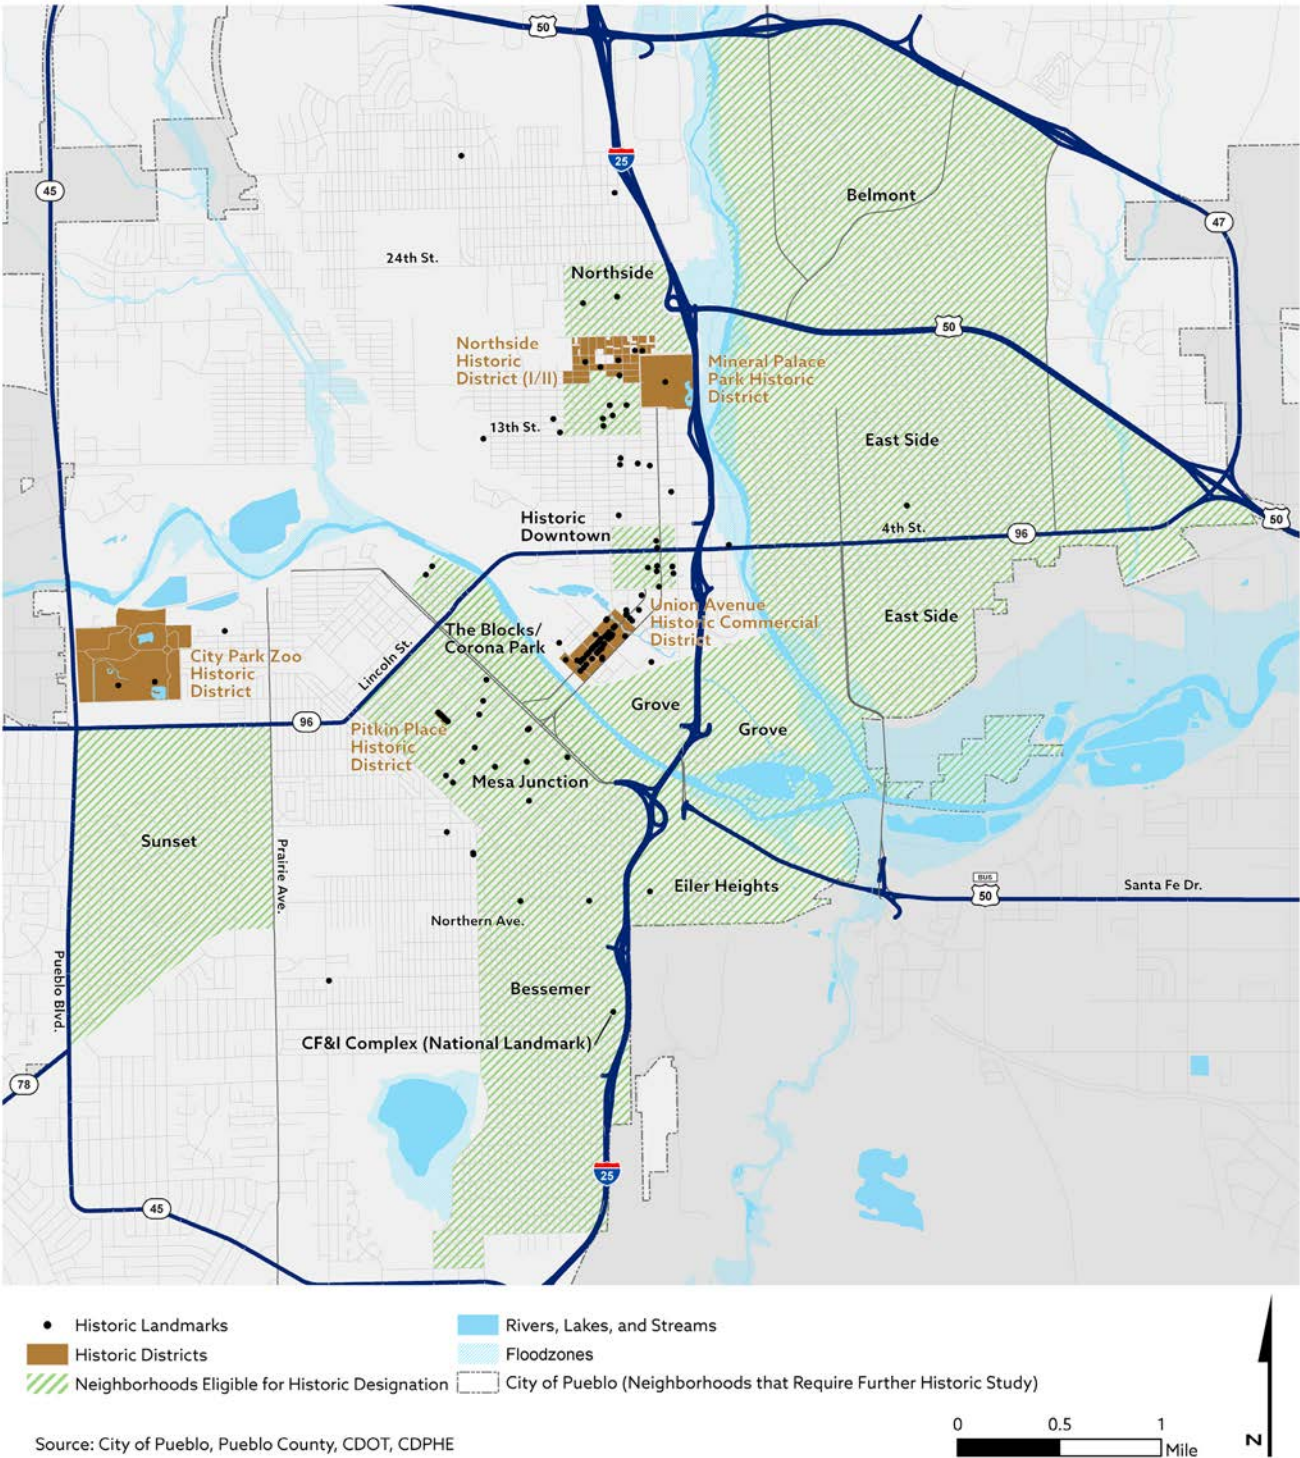 50
25
45
Belmont
47
24th St.
Northside
50
Northside
Historic
District (I/II)
Mineral Palace
Park Historic
District
13th St.
East Side
Historic
Downtown
4th St.
96
50
Union Avenue
Historic Commercial
District
The Blocks/
Corona Park
East Side
City Park Zoo
Historic
District
Lincoln St.
Grove
96
Pitkin Place
Historic
District
Grove
Mesa Junction
Sunset
Prairie Ave.
Eiler Heights
BUS
50
Santa Fe Dr.
Northern Ave.
Pueblo Blvd.
Bessemer
CF&I Complex (National Landmark)
78
25
45
Historic Landmarks
Historic Districts
Neighborhoods Eligible for Historic Designation
Rivers, Lakes, and Streams
Floodzones
City of Pueblo (Neighborhoods that Require Further Historic Study)
Source: City of Pueblo, Pueblo County, CDOT, CDPHE
0 0.5 1
Mile
N